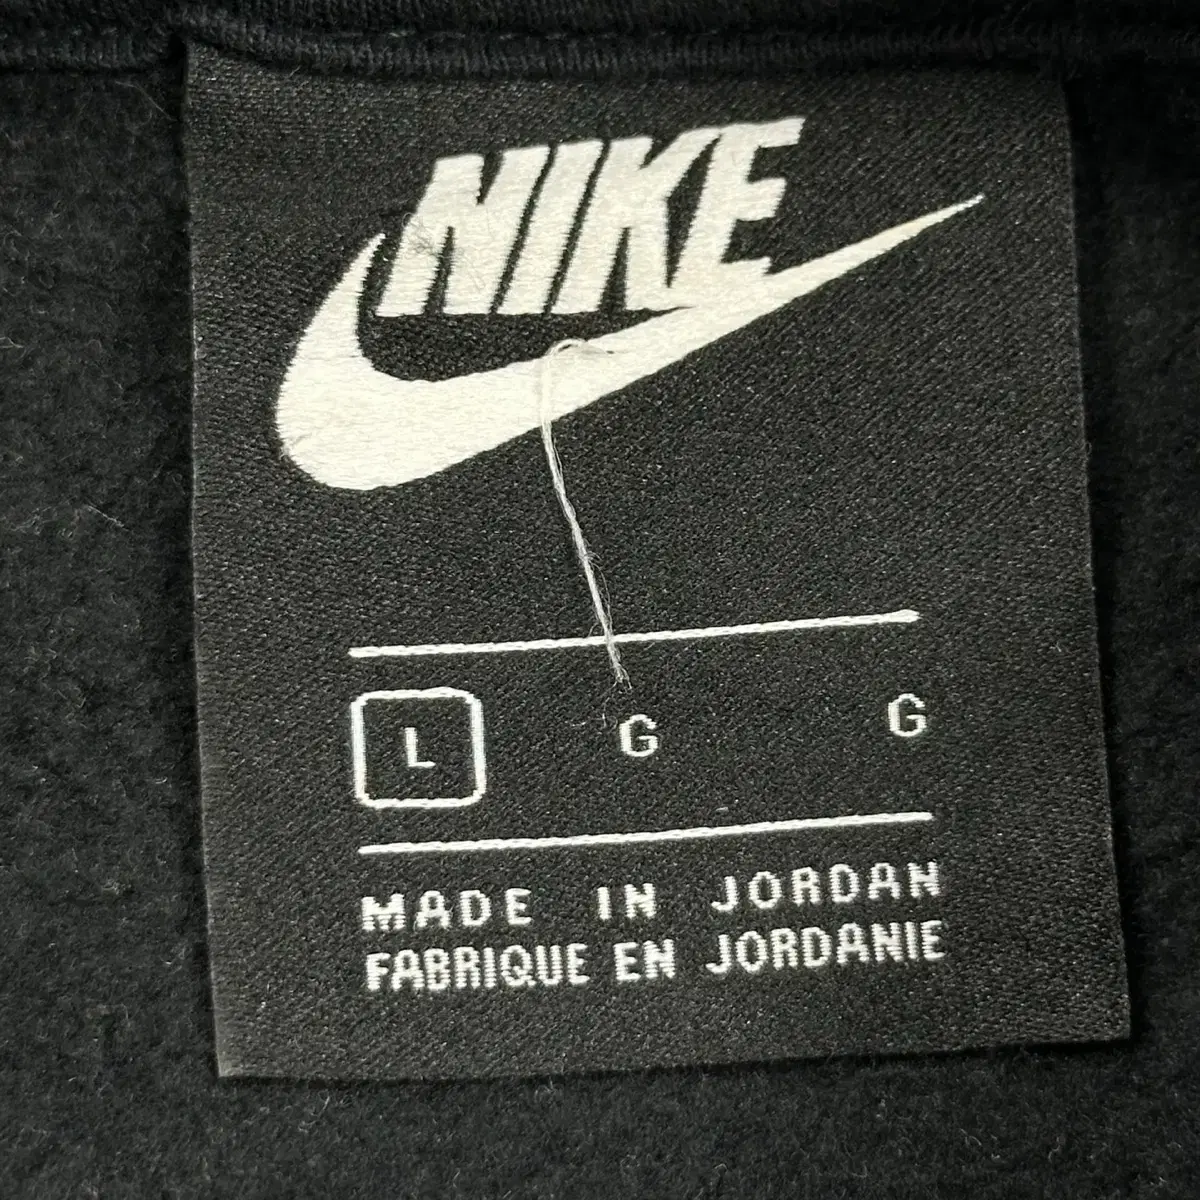 NIKE
L G G
MADE IN JORDAN
FABRIQUE EN JORDANIE